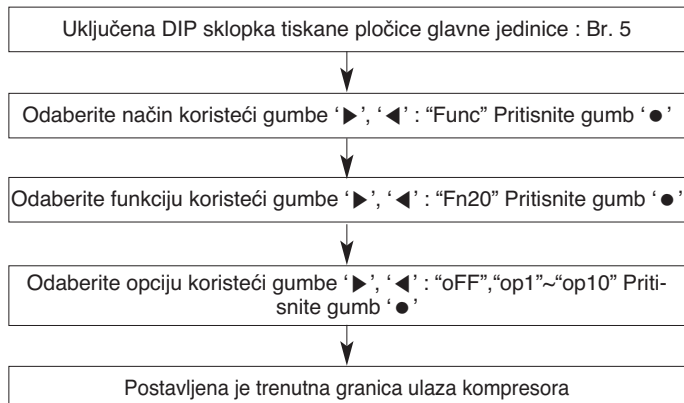 Uključena DIP sklopka tiskane pločice glavne jedinice : Br. 5
Odaberite način koristeći gumbe ‘▶’, ‘◀’ : “Func” Pritisnite gumb ‘●’
Odaberite funkciju koristeći gumbe ‘▶’, ‘◀’ : “Fn20” Pritisnite gumb ‘●’
Odaberite opciju koristeći gumbe ‘▶’, ‘◀’ : “oFF”,“op1”~“op10” Priti-
snite gumb ‘●’
Postavljena je trenutna granica ulaza kompresora